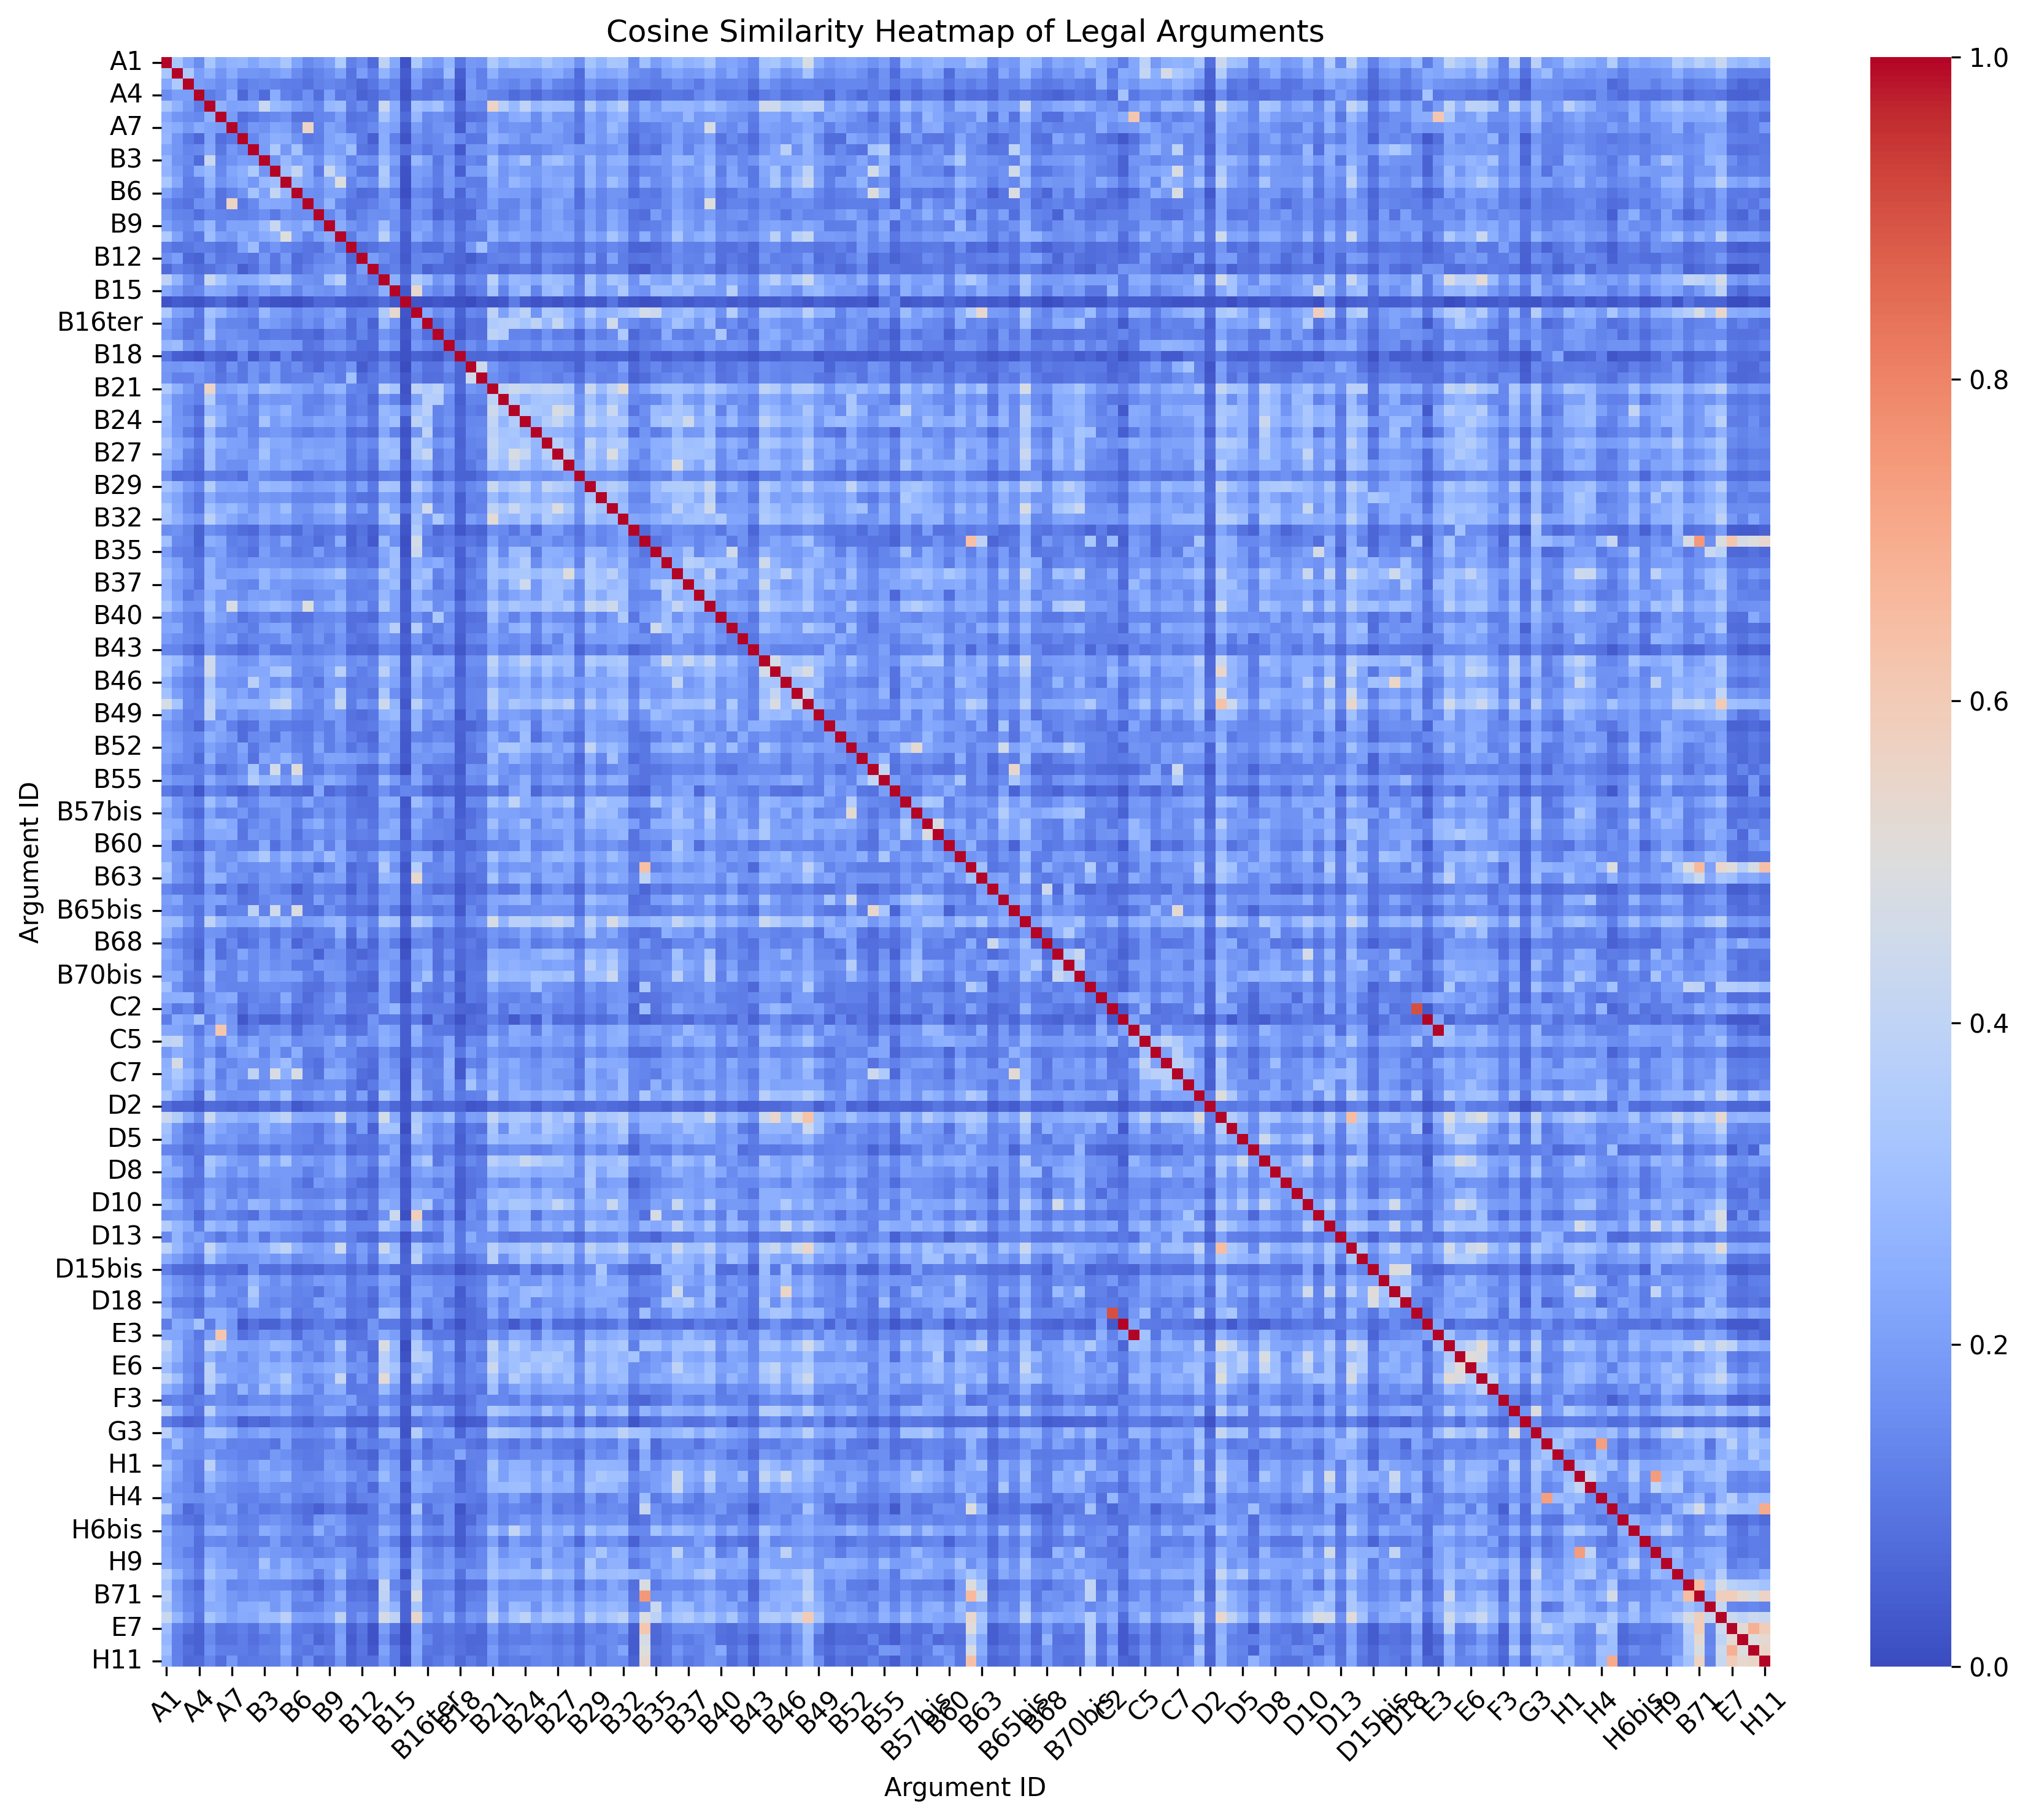 Cosine Similarity Heatmap of Legal Arguments
A1
A4
A7
B3
B6
B9
B12
B15
B16ter
B18
B21
B24
B27
B29
B32
B35
B37
B40
B43
B46
B49
B52
B55
B57bis
B60
B63
B65bis
B68
B70bis
C2
C5
C7
D2
D5
D8
D10
D13
D15bis
D18
E3
E6
F3
G3
H1
H4
H6bis
H9
B71
E7
H11
Argument ID
A1
A4
A7
B3
B6
B9
B12
B15
B16ter
B18
B21
B24
B27
B29
B32
B35
B37
B40
B43
B46
B49
B52
B55
B57bis
B60
B63
B65bis
B68
B70bis
C2
C5
C7
D2
D5
D8
D10
D13
D15bis
D18
E3
E6
F3
G3
H1
H4
H6bis
H9
B71
E7
H11
Argument ID
1.0
0.8
0.6
0.4
0.2
0.0